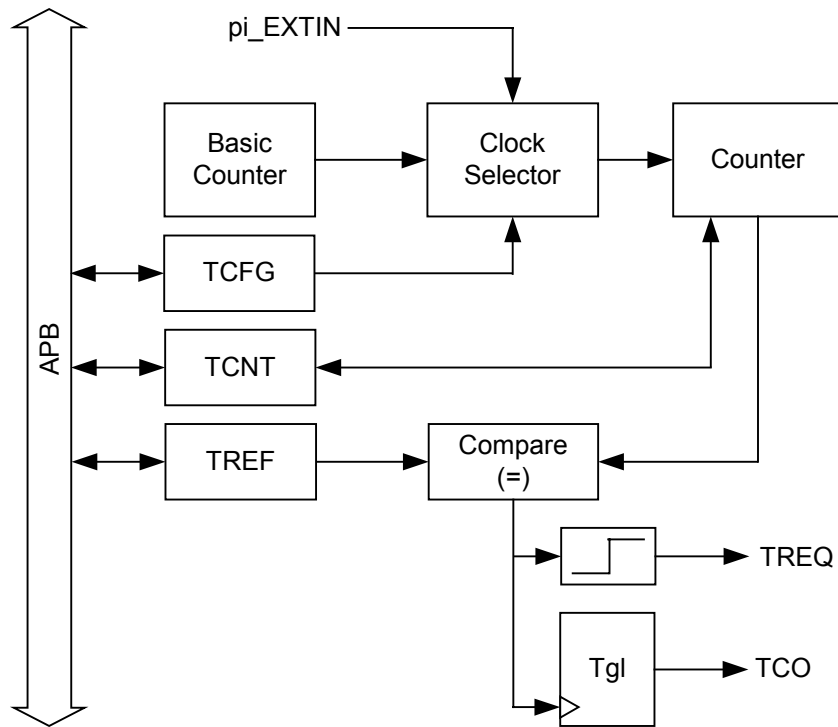 pi_EXTIN
Basic
Counter
Clock
Selector
Counter
TCFG
APB
TCNT
TREF
Compare
(=)
TREQ
Tgl
TCO